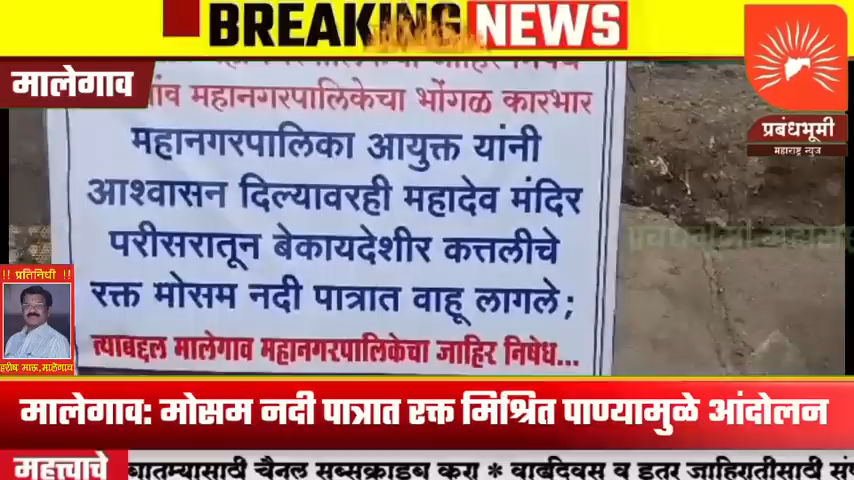 BREAKING NEWS
मालेगाव
प्रबंधभूमी
महाराष्ट्र न्यूज
महानगरपालिकेचा भोंगळ कारभार
महानगरपालिका आयुक्त यांनी
आश्वासन दिल्यावरही महादेव मंदिर
परीसरातून बेकायदेशीर कत्तलीचे
रक्त मोसम नदी पात्रात वाहू लागले;
त्याबद्दल मालेगाव महानगरपालिकेचा जाहिर निषेध...
!! प्रतिनिधी !!
मालेगाव: मोसम नदी पात्रात रक्त मिश्रित पाण्यामुळे आंदोलन
महत्त्वाचे
बातम्यासाठी चैनल सब्सक्राइब करा * वाढदिवस व इतर जाहिरातीसाठी